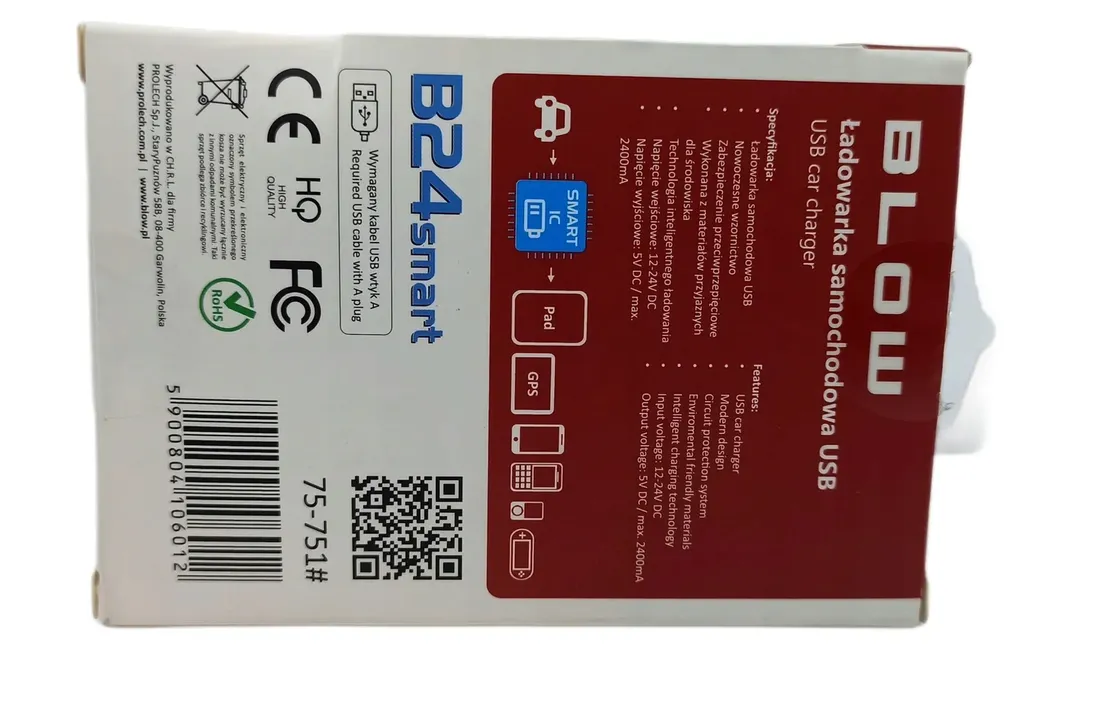 BLOW
Ładowarka samochodowa USB
USB car charger
Specyfikacja:
• Ładowarka samochodowa USB
• Nowoczesne wzornictwo
• Zabezpieczenie przeciwprzepięciowe
• Wykonana z materiałów przyjaznych
dla środowiska
• Technologia inteligentnego ładowania
• Napięcie wejściowe: 12-24V DC
• Napięcie wyjściowe: 5V DC / max.
2400mA
Features:
• USB car charger
• Modern design
• Circuit protection system
• Enviromental friendly materials
• Intelligent charging technology
• Input voltage: 12-24V DC
• Output voltage: 5V DC / max. 2400mA
SMART
IC
Pad
GPS
B24smart
Wymagany kabel USB wtyk A
Required USB cable with A plug
75-751#
CE
HQ
HIGH
QUALITY
FC
Sprzęt elektryczny i elektroniczny
oznaczony symbolem przekreślonego
kosza nie może być wyrzucany łącznie
z innymi odpadami komunalnymi. Taki
sprzęt podlega zbiórce i recyklingowi.
RoHS
5 900804 106012
Wyprodukowano w CH.R.L. dla firmy
PROLECH Sp.J., StaryPuznów 58B, 08-400 Garwolin, Polska
www.prolech.com.pl | www.blow.pl